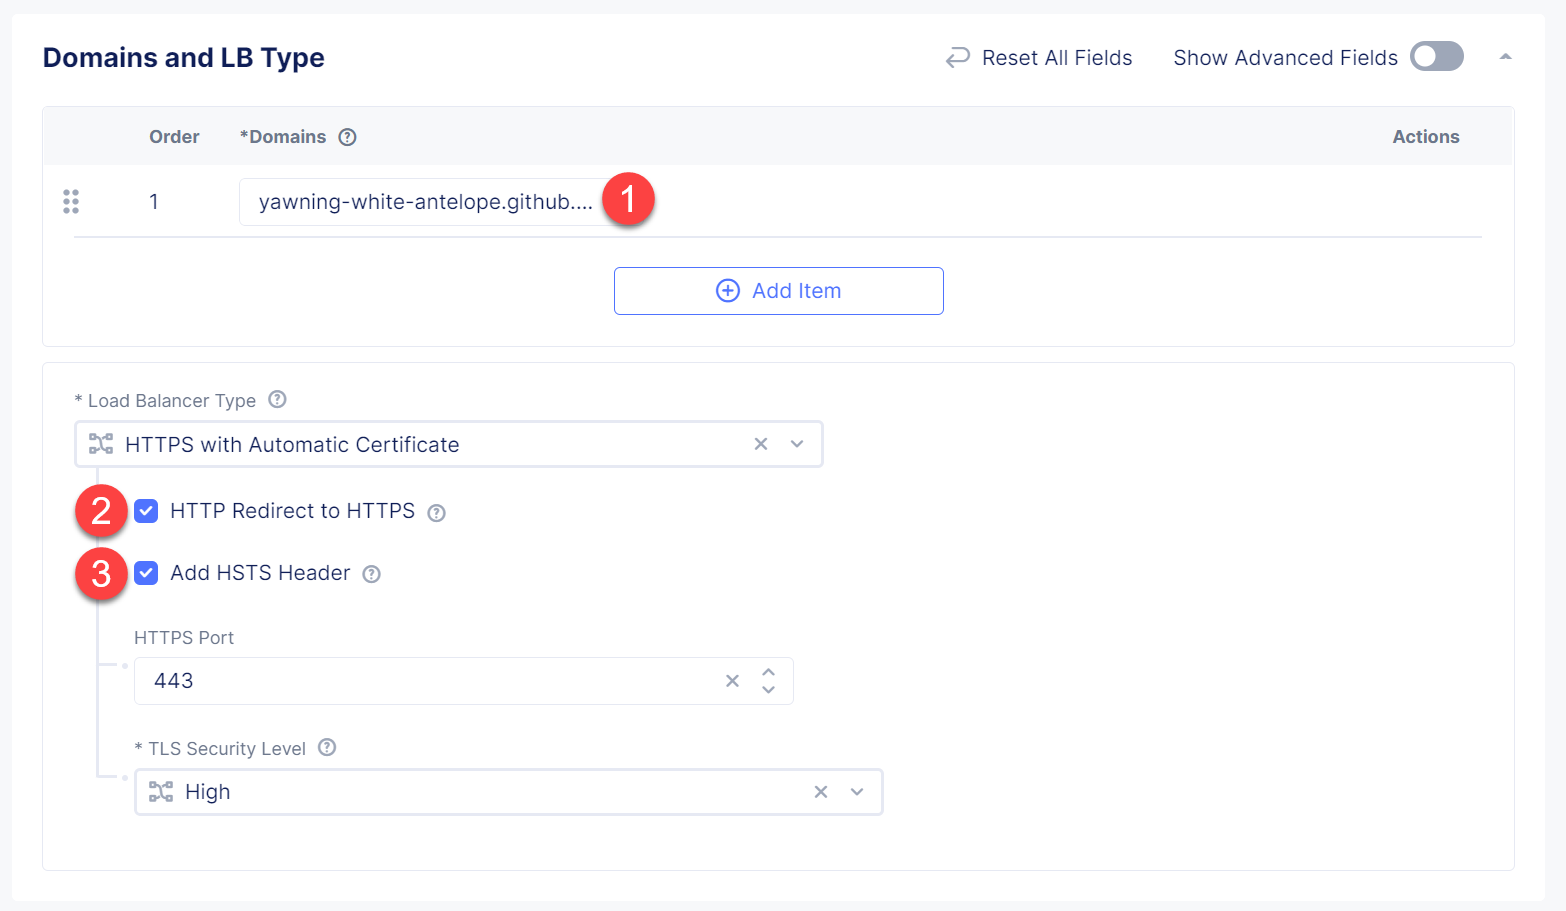 Domains and LB Type
Reset All Fields
Show Advanced Fields
Order *Domains ? Actions
1 yawning-white-antelope.github.... 1
Add Item
* Load Balancer Type ?
HTTPS with Automatic Certificate
2 HTTP Redirect to HTTPS ?
3 Add HSTS Header ?
HTTPS Port
443
* TLS Security Level ?
High